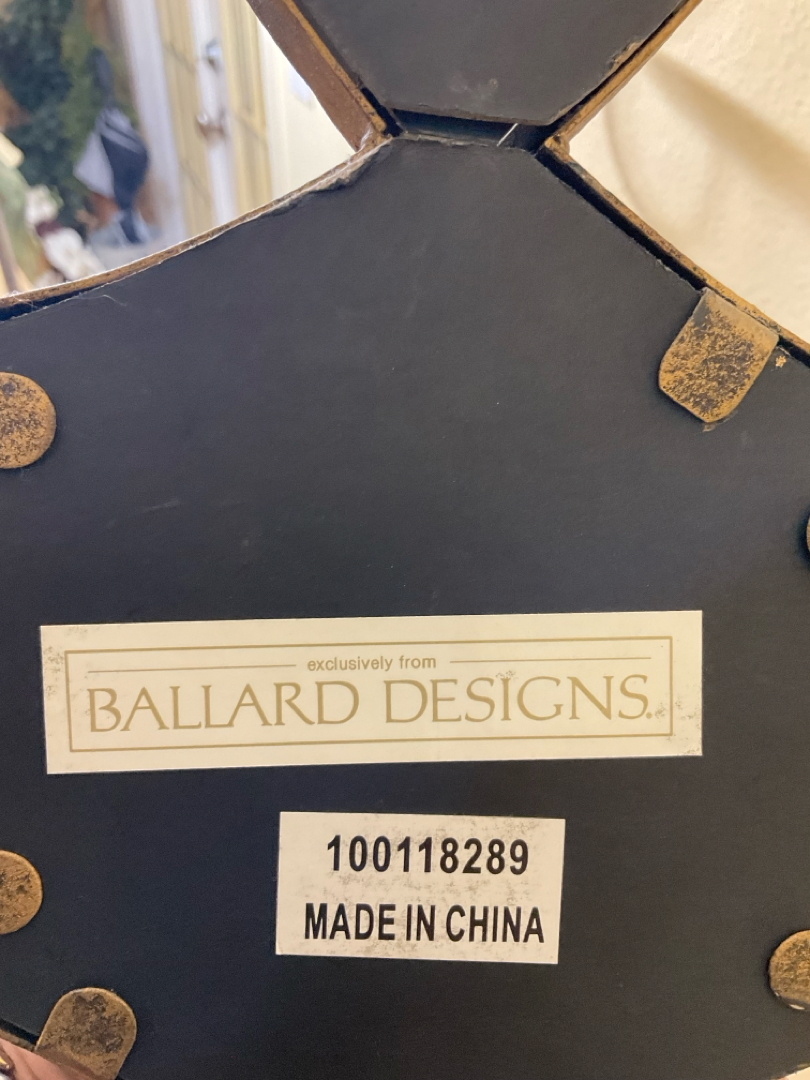 exclusively from
BALLARD DESIGNS.
100118289
MADE IN CHINA